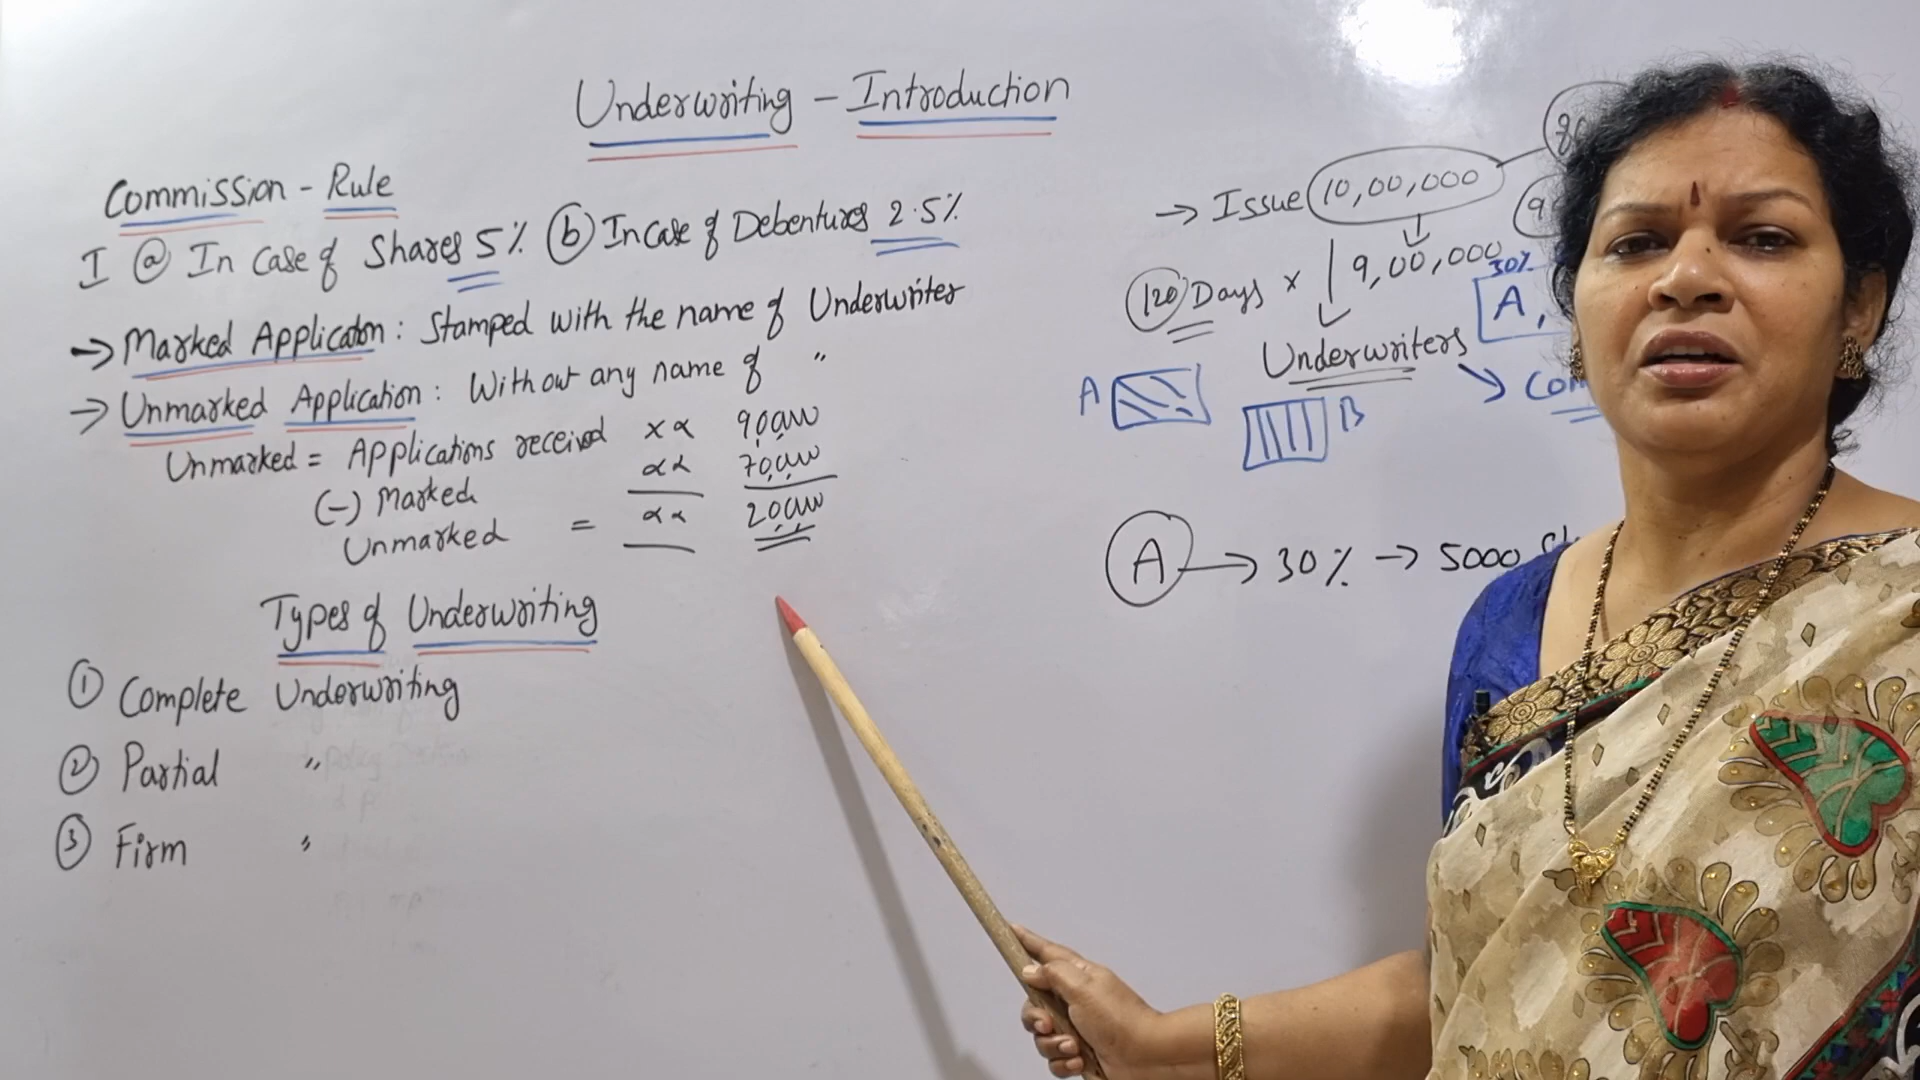 Underwriting - Introduction
Commission - Rule
I ⓐ In Case of Shares 5% ⓑ In Case of Debentures 2.5%
→ Marked Application : Stamped with the name of Underwriter
→ Unmarked Application : Without any name of "
Unmarked = Applications received xx 90,000
(-) Marked xx 70,000
Unmarked = xx 20,000
Types of Underwriting
① Complete Underwriting
② Partial "
③ Firm "
→ Issue 10,00,000
120 Days × 9,00,000
30%
A,
Underwriters
A
B
A → 30% → 5000